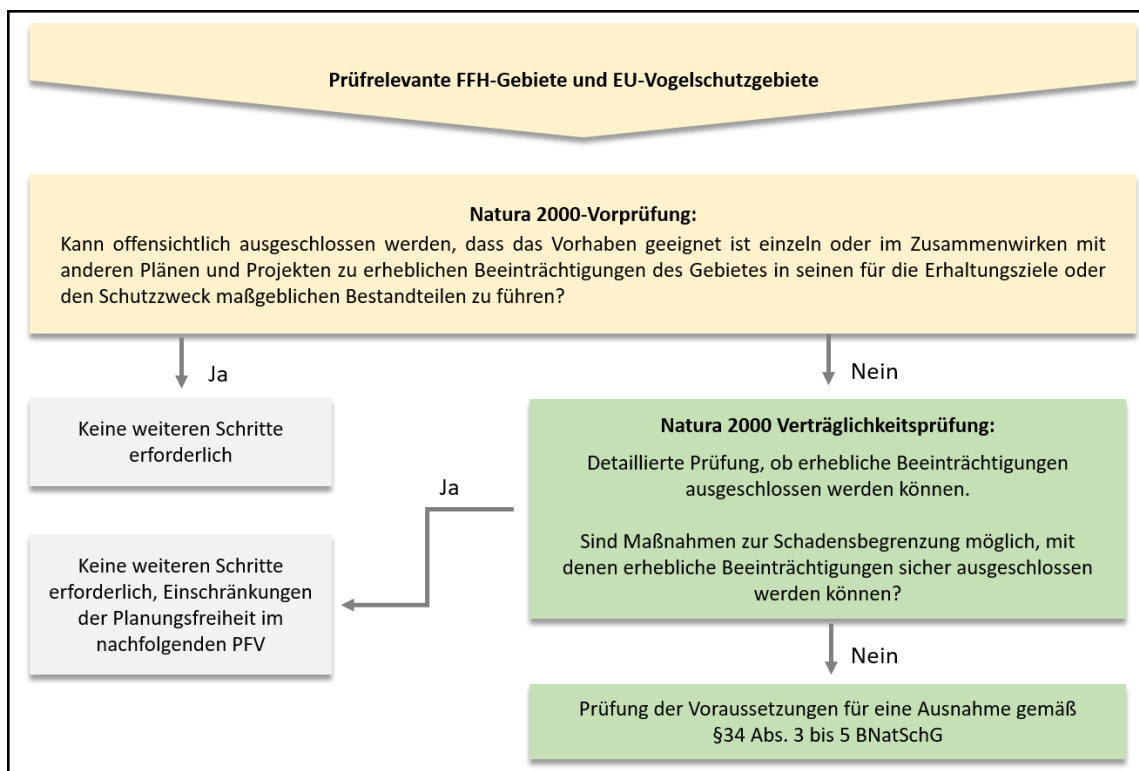 Prüfrelevante FFH-Gebiete und EU-Vogelschutzgebiete
Natura 2000-Vorprüfung:
Kann offensichtlich ausgeschlossen werden, dass das Vorhaben geeignet ist einzeln oder im Zusammenwirken mit
anderen Plänen und Projekten zu erheblichen Beeinträchtigungen des Gebietes in seinen für die Erhaltungsziele oder
den Schutzzweck maßgeblichen Bestandteilen zu führen?
Ja
Nein
Keine weiteren Schritte
erforderlich
Natura 2000 Verträglichkeitsprüfung:
Detaillierte Prüfung, ob erhebliche Beeinträchtigungen
ausgeschlossen werden können.
Sind Maßnahmen zur Schadensbegrenzung möglich, mit
denen erhebliche Beeinträchtigungen sicher ausgeschlossen
werden können?
Ja
Keine weiteren Schritte
erforderlich, Einschränkungen
der Planungsfreiheit im
nachfolgenden PFV
Nein
Prüfung der Voraussetzungen für eine Ausnahme gemäß
§34 Abs. 3 bis 5 BNatSchG